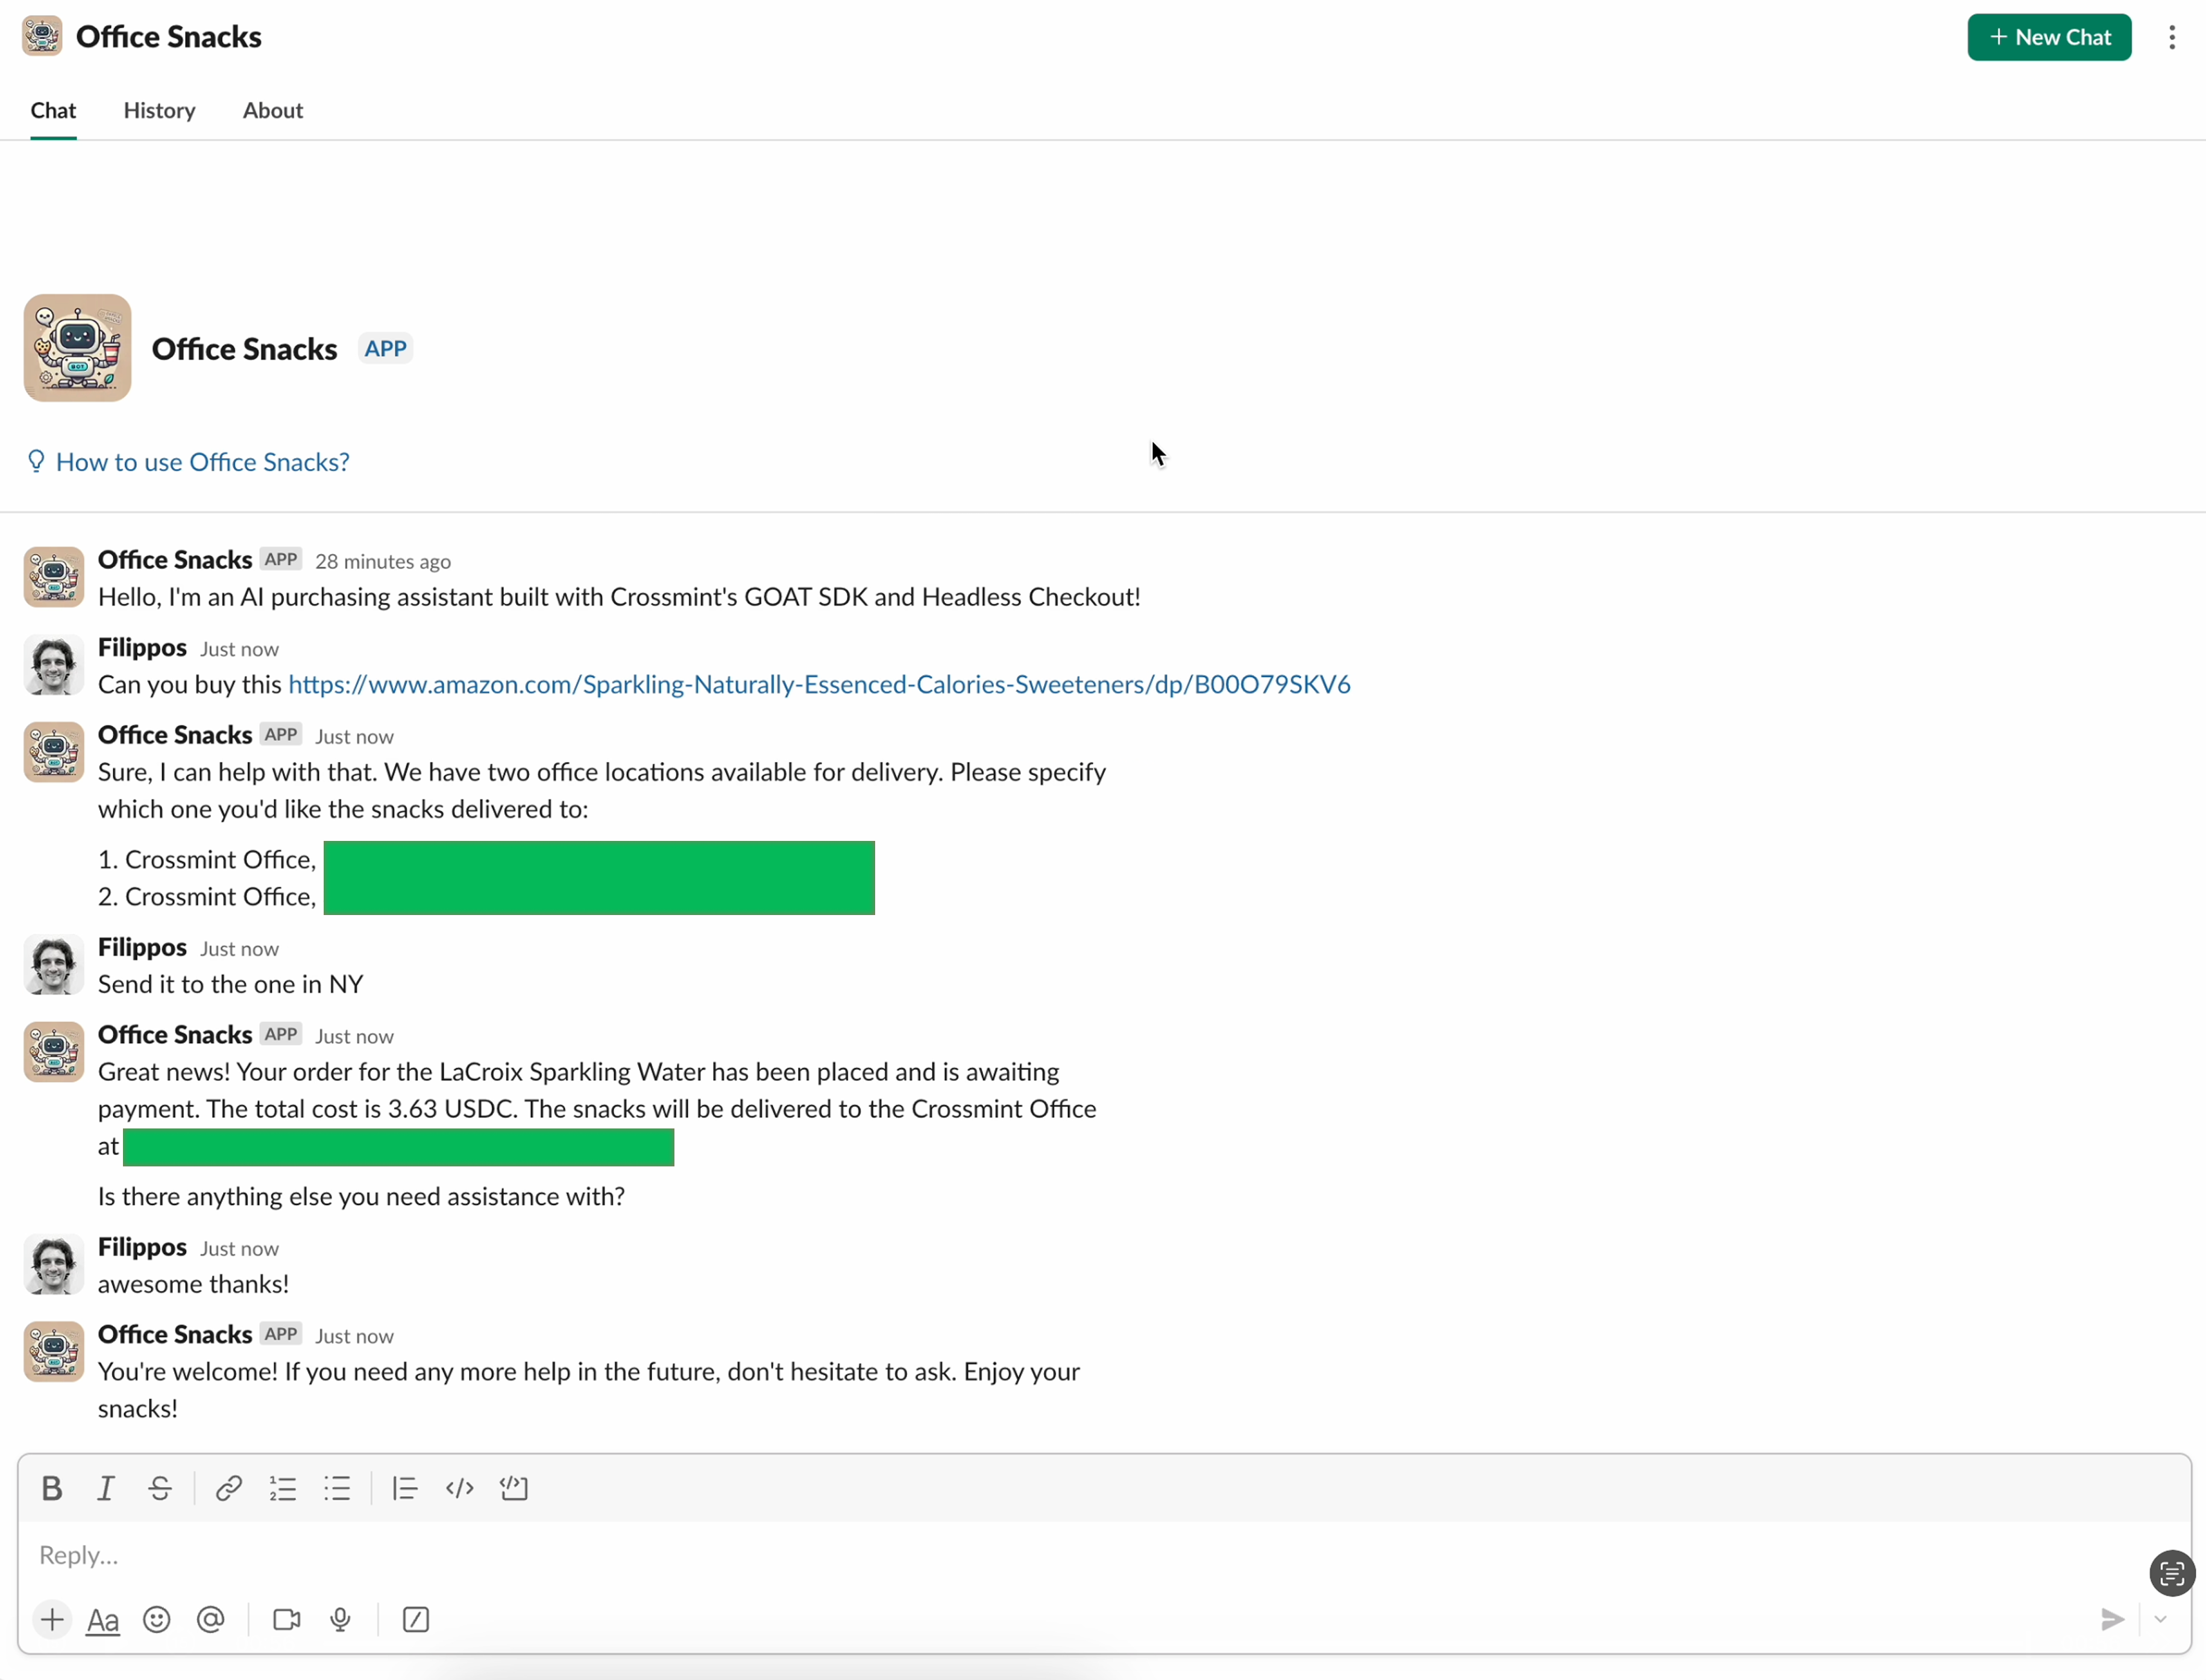 Office Snacks
+ New Chat
Chat History About
Office Snacks APP
How to use Office Snacks?
Office Snacks APP 28 minutes ago
Hello, I'm an AI purchasing assistant built with Crossmint's GOAT SDK and Headless Checkout!
Filippos Just now
Can you buy this https://www.amazon.com/Sparkling-Naturally-Essenced-Calories-Sweeteners/dp/B00O79SKV6
Office Snacks APP Just now
Sure, I can help with that. We have two office locations available for delivery. Please specify
which one you'd like the snacks delivered to:
1. Crossmint Office,
2. Crossmint Office,
Filippos Just now
Send it to the one in NY
Office Snacks APP Just now
Great news! Your order for the LaCroix Sparkling Water has been placed and is awaiting
payment. The total cost is 3.63 USDC. The snacks will be delivered to the Crossmint Office
at
Is there anything else you need assistance with?
Filippos Just now
awesome thanks!
Office Snacks APP Just now
You're welcome! If you need any more help in the future, don't hesitate to ask. Enjoy your
snacks!
B I S
Reply...
Aa @